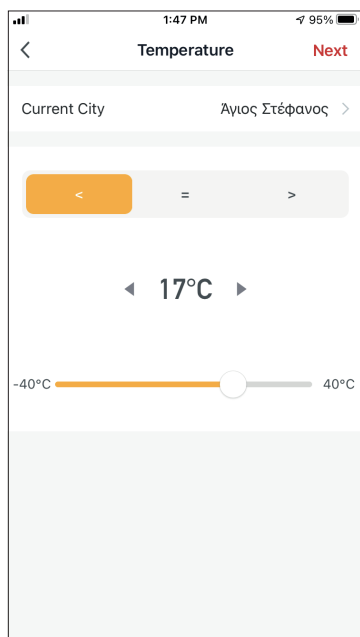 1:47 PM 95%
Temperature Next
Current City Άγιος Στέφανος
< = >
17°C
-40°C 40°C